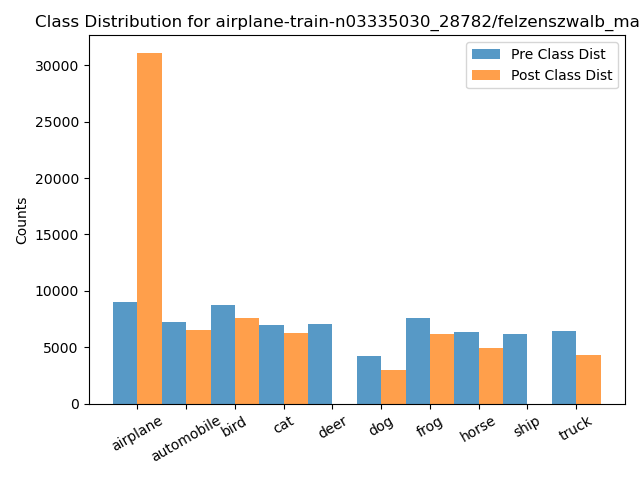 Class Distribution for airplane-train-n03335030_28782/felzenszwalb_ma
Pre Class Dist
Post Class Dist
Counts
30000
25000
20000
15000
10000
5000
0
airplane
automobile
bird
cat
deer
dog
frog
horse
ship
truck